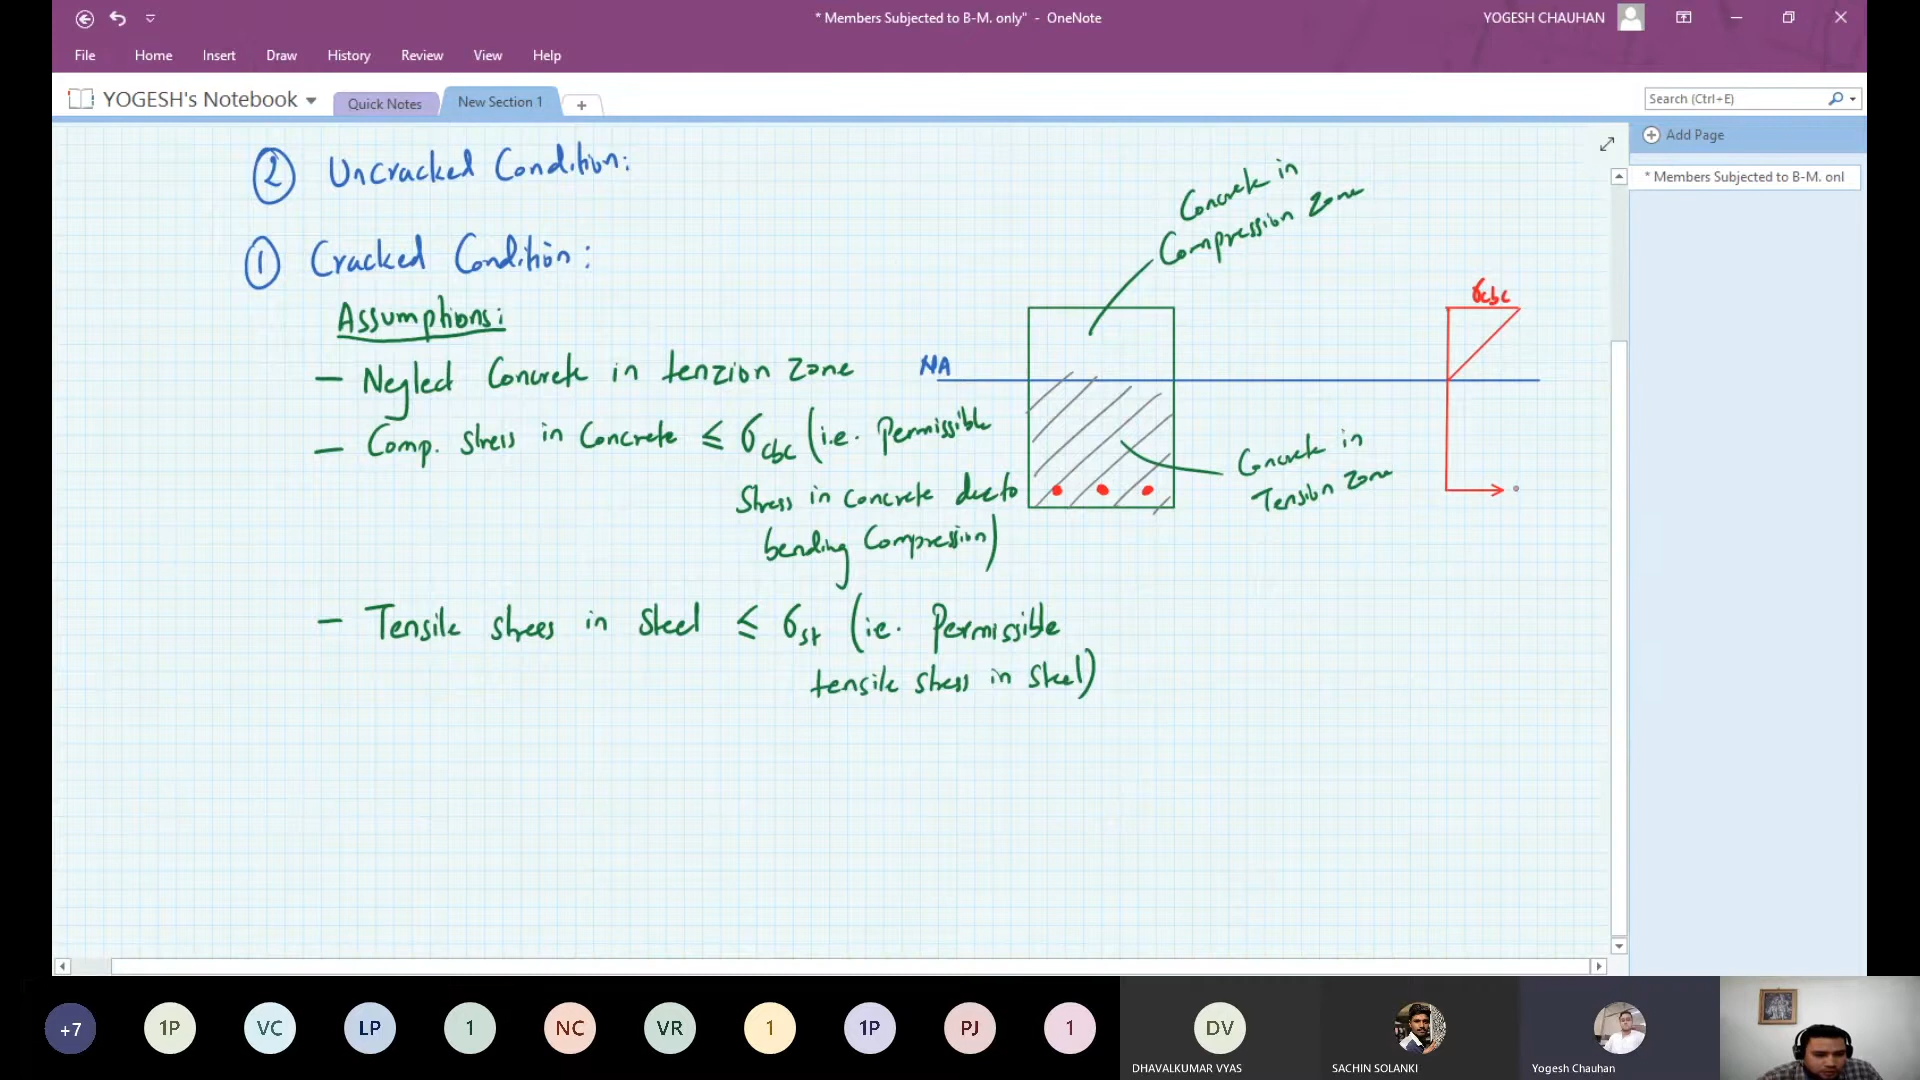 * Members Subjected to B-M. only" - OneNote
YOGESH CHAUHAN
File Home Insert Draw History Review View Help
YOGESH's Notebook
Quick Notes
New Section 1
Search (Ctrl+E)
Add Page
* Members Subjected to B-M. onl
② Uncracked Condition:
① Cracked Condition:
Assumptions:
— Neglect Concrete in tenzion Zone
— Comp. stress in Concrete ≤ σcbc (i.e. Permissible
Stress in concrete due to
bending Compression)
— Tensile strees in Steel ≤ σst (ie. Permissible
tensile stress in Steel)
Concrete in
Compression Zone
NA
Concrete in
Tension Zone
σcbc
+7
1P
VC
LP
1
NC
VR
1
1P
PJ
1
DV
DHAVALKUMAR VYAS
SACHIN SOLANKI
Yogesh Chauhan